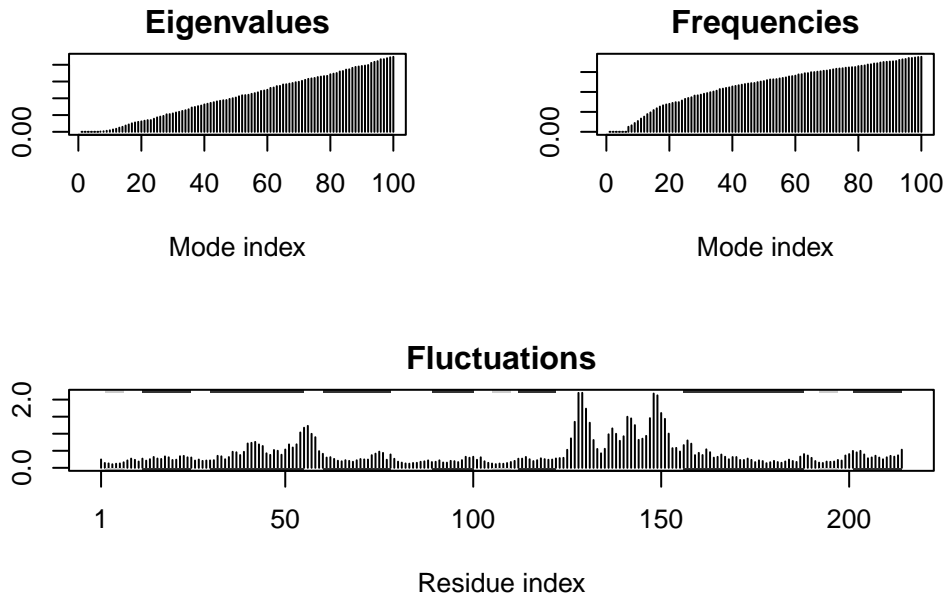 Eigenvalues
0.00
0 20 40 60 80 100
Mode index
Frequencies
0.00
0 20 40 60 80 100
Mode index
Fluctuations
2.0
0.0
1 50 100 150 200
Residue index